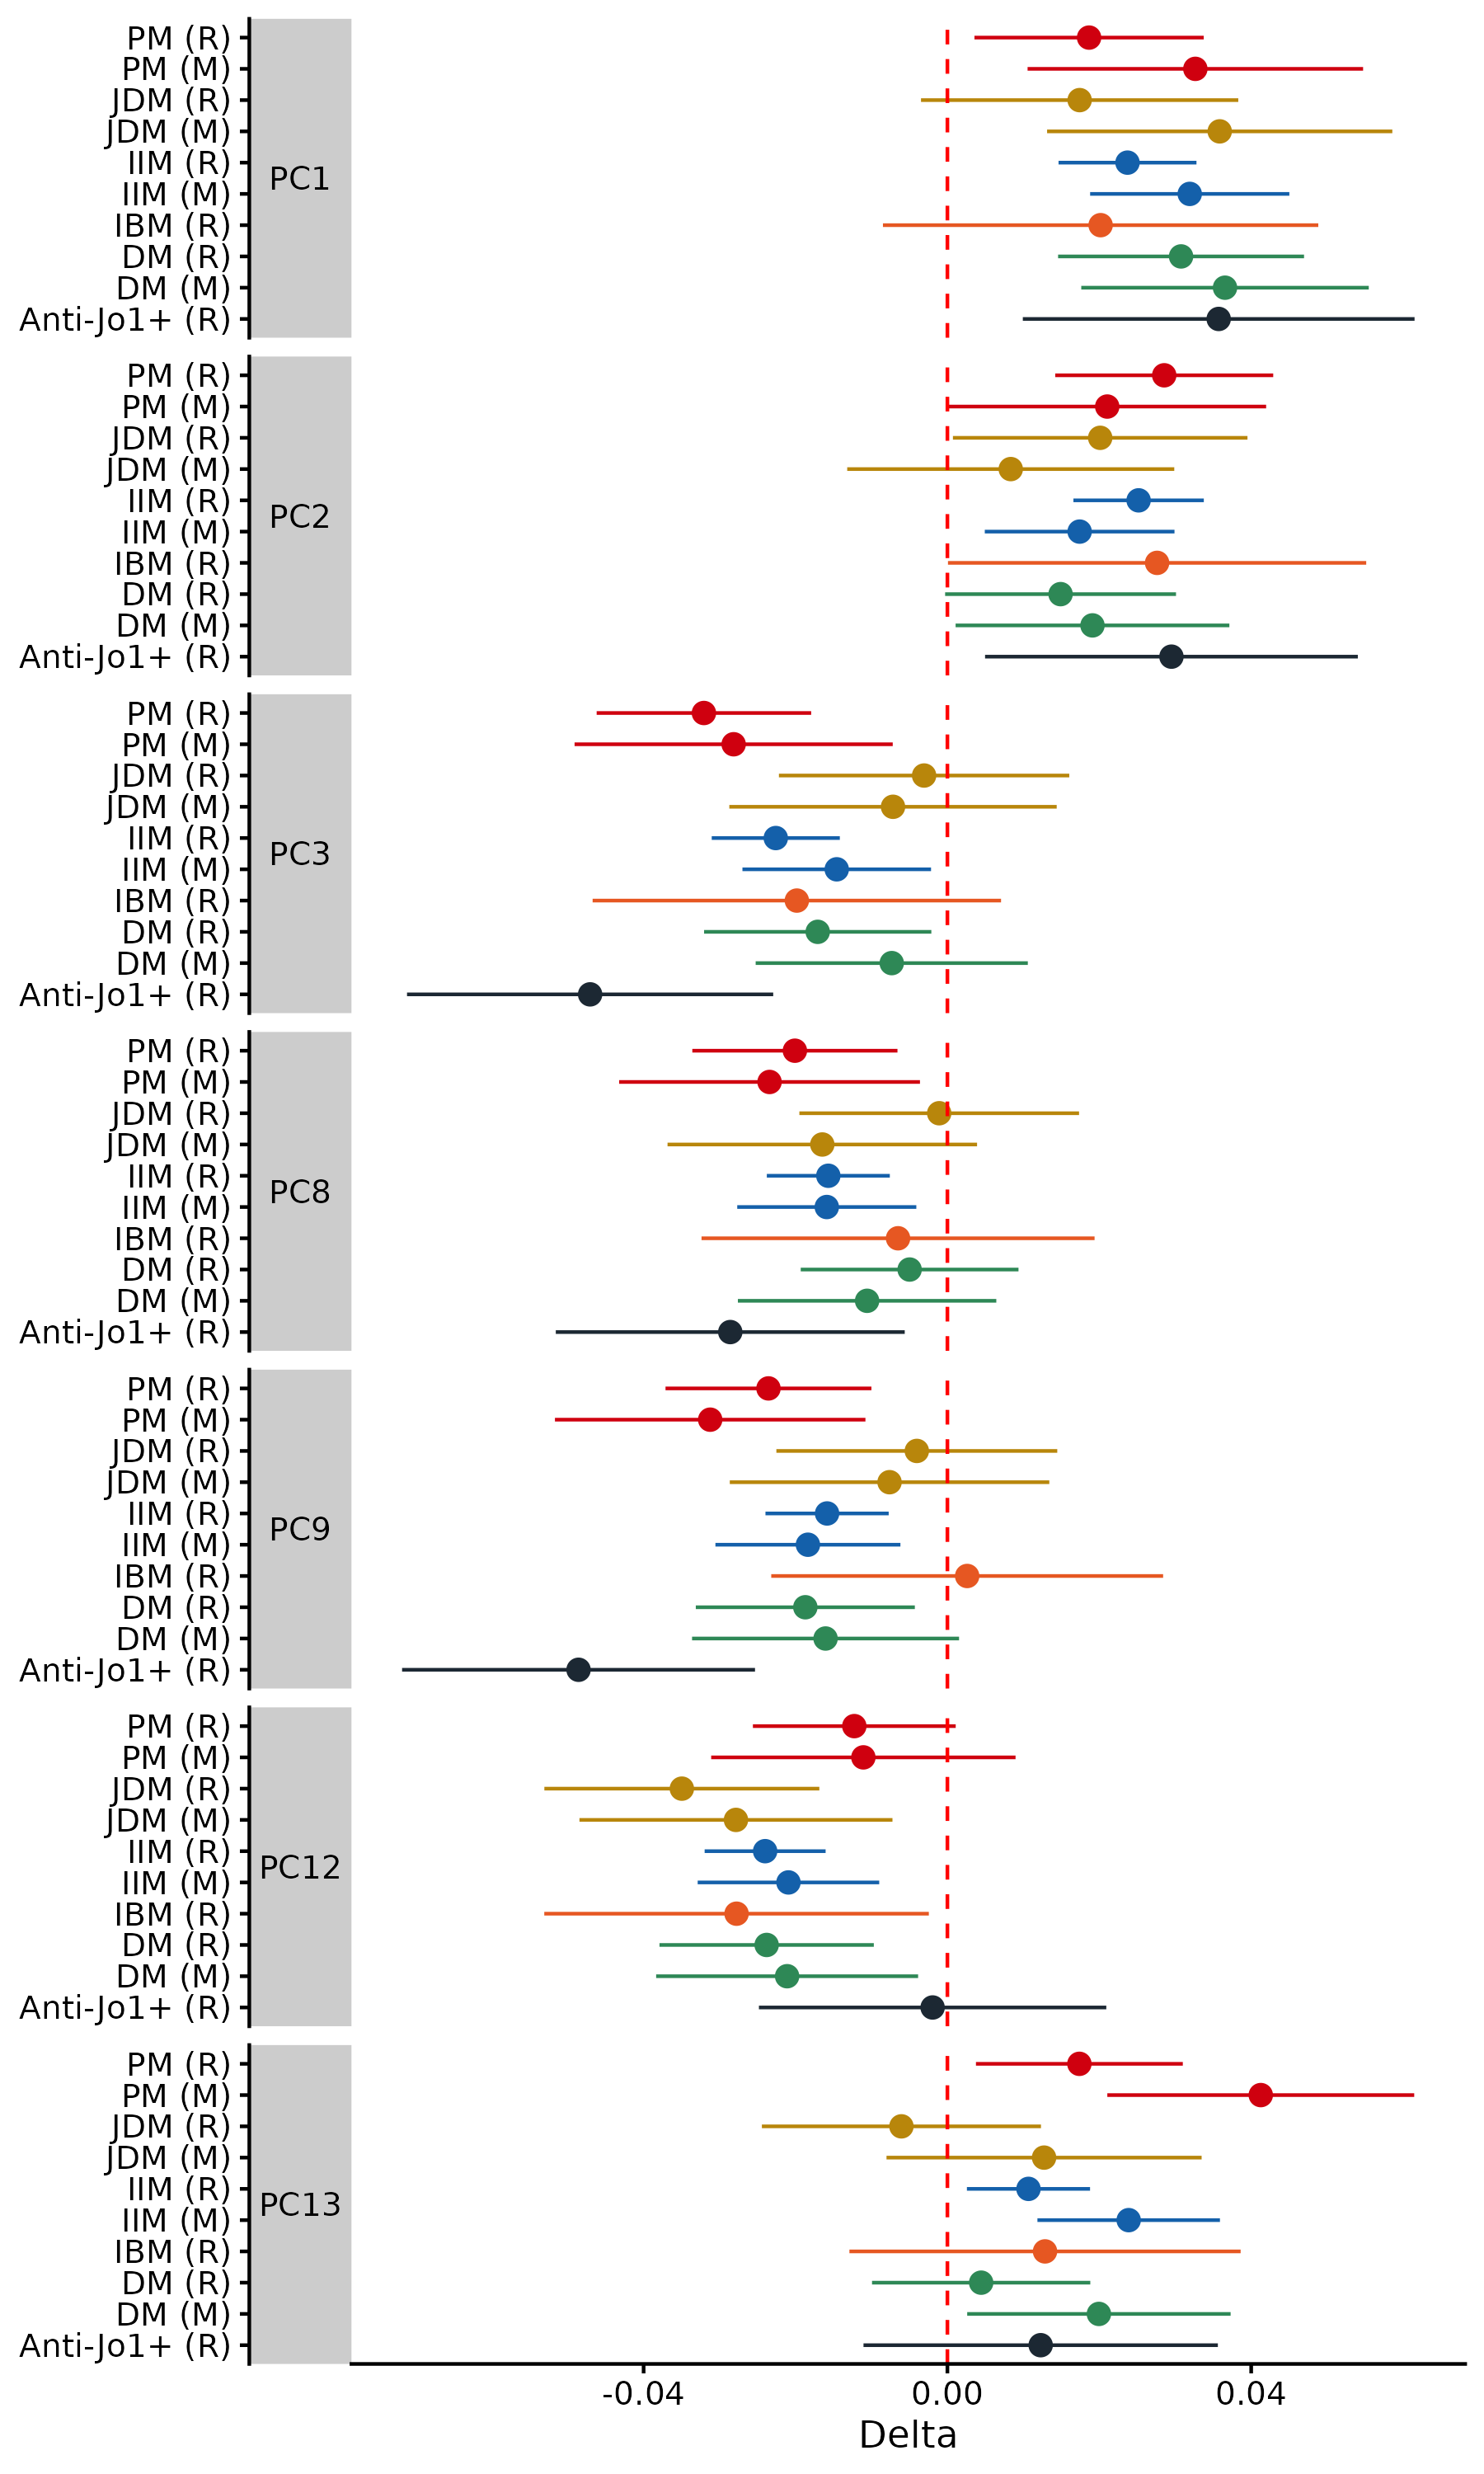 PM (R)
PM (M)
JDM (R)
JDM (M)
IIM (R)
IIM (M)
IBM (R)
DM (R)
DM (M)
Anti-Jo1+ (R)
PC1
PM (R)
PM (M)
JDM (R)
JDM (M)
IIM (R)
IIM (M)
IBM (R)
DM (R)
DM (M)
Anti-Jo1+ (R)
PC2
PM (R)
PM (M)
JDM (R)
JDM (M)
IIM (R)
IIM (M)
IBM (R)
DM (R)
DM (M)
Anti-Jo1+ (R)
PC3
PM (R)
PM (M)
JDM (R)
JDM (M)
IIM (R)
IIM (M)
IBM (R)
DM (R)
DM (M)
Anti-Jo1+ (R)
PC8
PM (R)
PM (M)
JDM (R)
JDM (M)
IIM (R)
IIM (M)
IBM (R)
DM (R)
DM (M)
Anti-Jo1+ (R)
PC9
PM (R)
PM (M)
JDM (R)
JDM (M)
IIM (R)
IIM (M)
IBM (R)
DM (R)
DM (M)
Anti-Jo1+ (R)
PC12
PM (R)
PM (M)
JDM (R)
JDM (M)
IIM (R)
IIM (M)
IBM (R)
DM (R)
DM (M)
Anti-Jo1+ (R)
PC13
-0.04 0.00 0.04
Delta